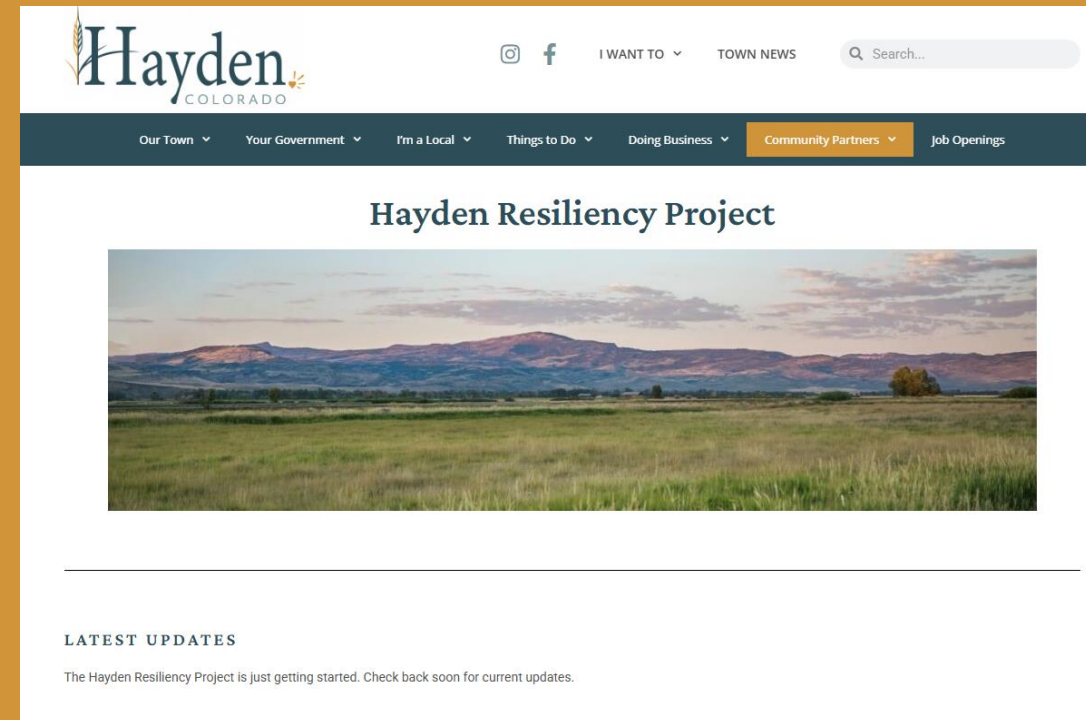 Hayden
COLORADO
I WANT TO
TOWN NEWS
Search...
Our Town
Your Government
I'm a Local
Things to Do
Doing Business
Community Partners
Job Openings
Hayden Resiliency Project
LATEST UPDATES
The Hayden Resiliency Project is just getting started. Check back soon for current updates.